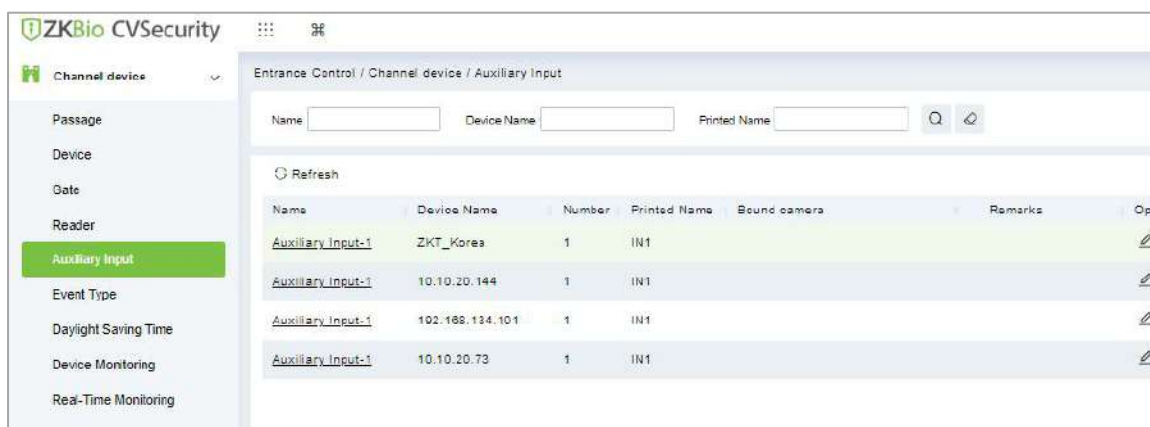 ZKBio CVSecurity
Channel device
Entrance Control / Channel device / Auxiliary Input
Passage
Device
Gate
Reader
Auxiliary Input
Event Type
Daylight Saving Time
Device Monitoring
Real-Time Monitoring
Name Device Name Printed Name
Refresh
Name Device Name Number Printed Name Bound camera Remarks Op
Auxiliary Input-1 ZKT_Korea 1 IN1
Auxiliary Input-1 10.10.20.144 1 IN1
Auxiliary Input-1 192.168.134.101 1 IN1
Auxiliary Input-1 10.10.20.73 1 IN1